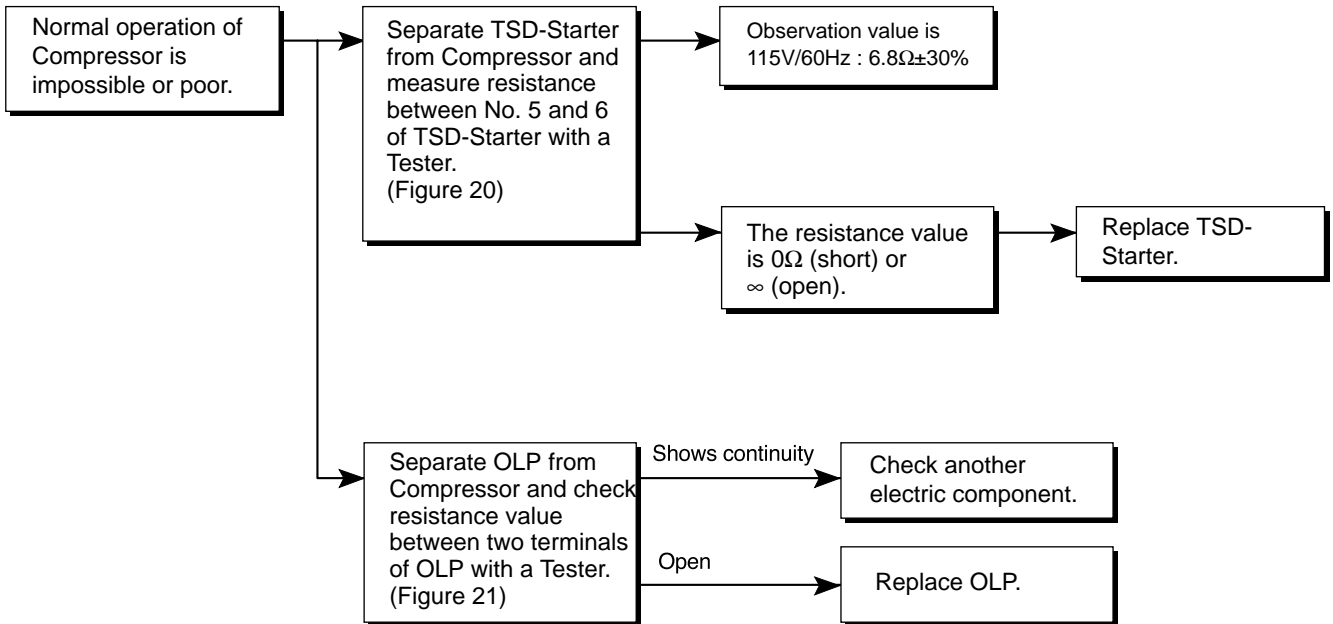 Normal operation of
Compressor is
impossible or poor.
Separate TSD-Starter
from Compressor and
measure resistance
between No. 5 and 6
of TSD-Starter with a
Tester.
(Figure 20)
Observation value is
115V/60Hz : 6.8Ω±30%
The resistance value
is 0Ω (short) or
∞ (open).
Replace TSD-
Starter.
Separate OLP from
Compressor and check
resistance value
between two terminals
of OLP with a Tester.
(Figure 21)
Shows continuity
Check another
electric component.
Open
Replace OLP.